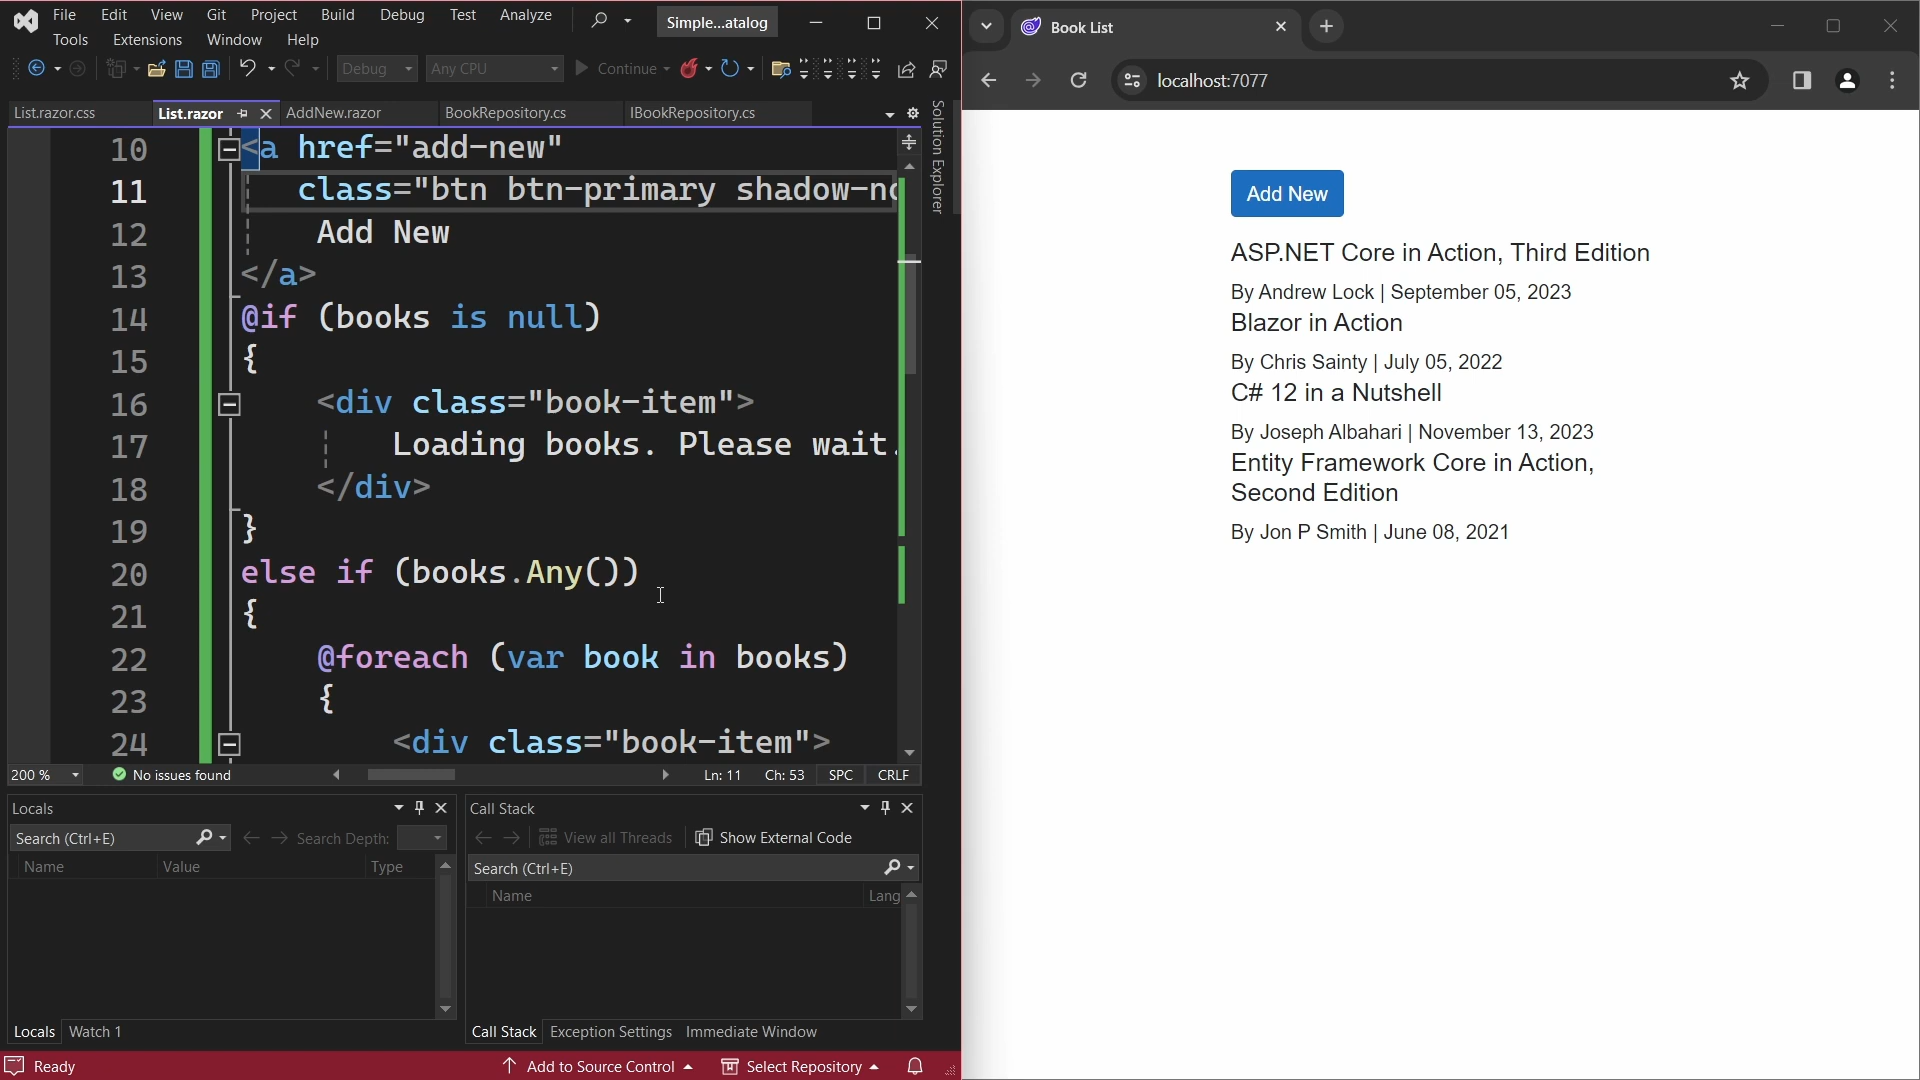 File Edit View Git Project Build Debug Test Analyze Simple...atalog
Tools Extensions Window Help
Debug Any CPU Continue
List.razor.css List.razor AddNew.razor BookRepository.cs IBookRepository.cs
Solution Explorer
10 <a href="add-new"
11 class="btn btn-primary shadow-no
12 Add New
13 </a>
14 @if (books is null)
15 {
16 <div class="book-item">
17 Loading books. Please wait.
18 </div>
19 }
20 else if (books.Any())
21 {
22 @foreach (var book in books)
23 {
24 <div class="book-item">
200 % No issues found Ln: 11 Ch: 53 SPC CRLF
Locals
Search (Ctrl+E) Search Depth:
Name Value Type
Locals Watch 1
Call Stack
View all Threads Show External Code
Search (Ctrl+E)
Name Lang
Call Stack Exception Settings Immediate Window
Ready Add to Source Control Select Repository
Book List
localhost:7077
Add New
ASP.NET Core in Action, Third Edition
By Andrew Lock | September 05, 2023
Blazor in Action
By Chris Sainty | July 05, 2022
C# 12 in a Nutshell
By Joseph Albahari | November 13, 2023
Entity Framework Core in Action,
Second Edition
By Jon P Smith | June 08, 2021